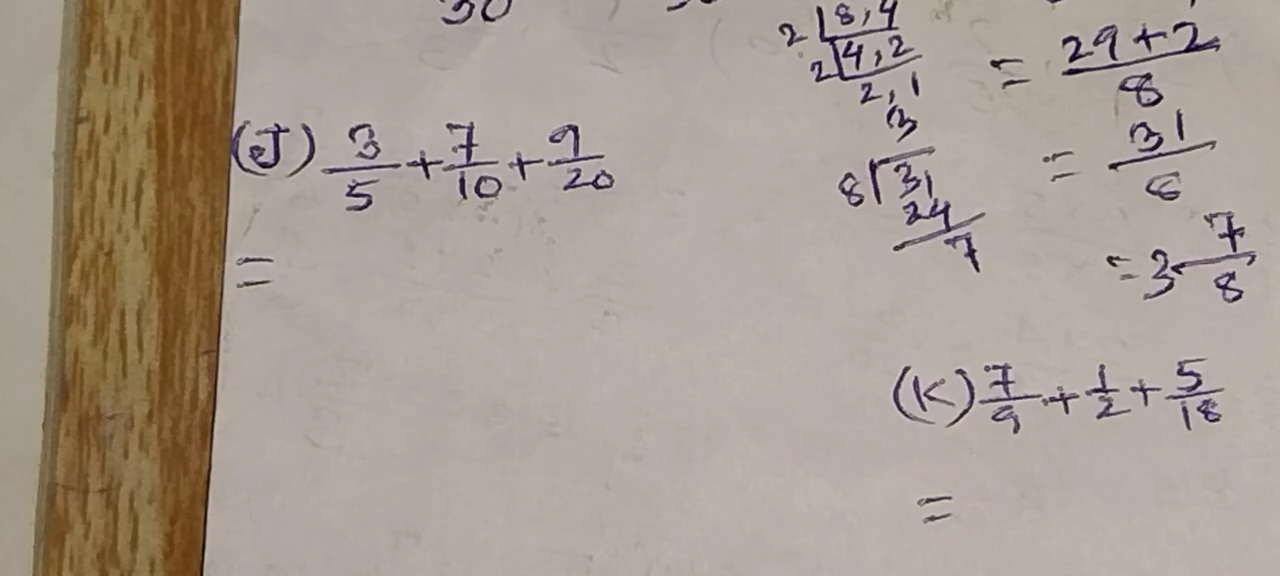 30
(J) 3/5 + 7/10 + 9/20
=
2 | 8, 4
2 | 4, 2
2, 1
= 29+2/8
3
8 ) 31
24
7
= 31/8
= 3 7/8
(K) 7/9 + 1/2 + 5/18
=